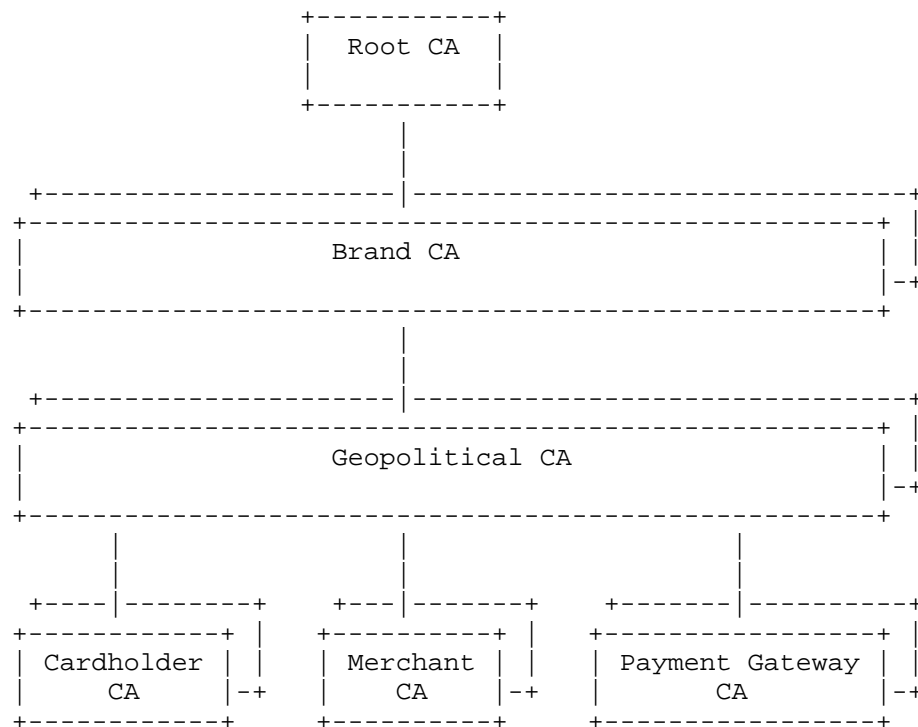 Root CA
Brand CA
Geopolitical CA
Cardholder CA
Merchant CA
Payment Gateway CA